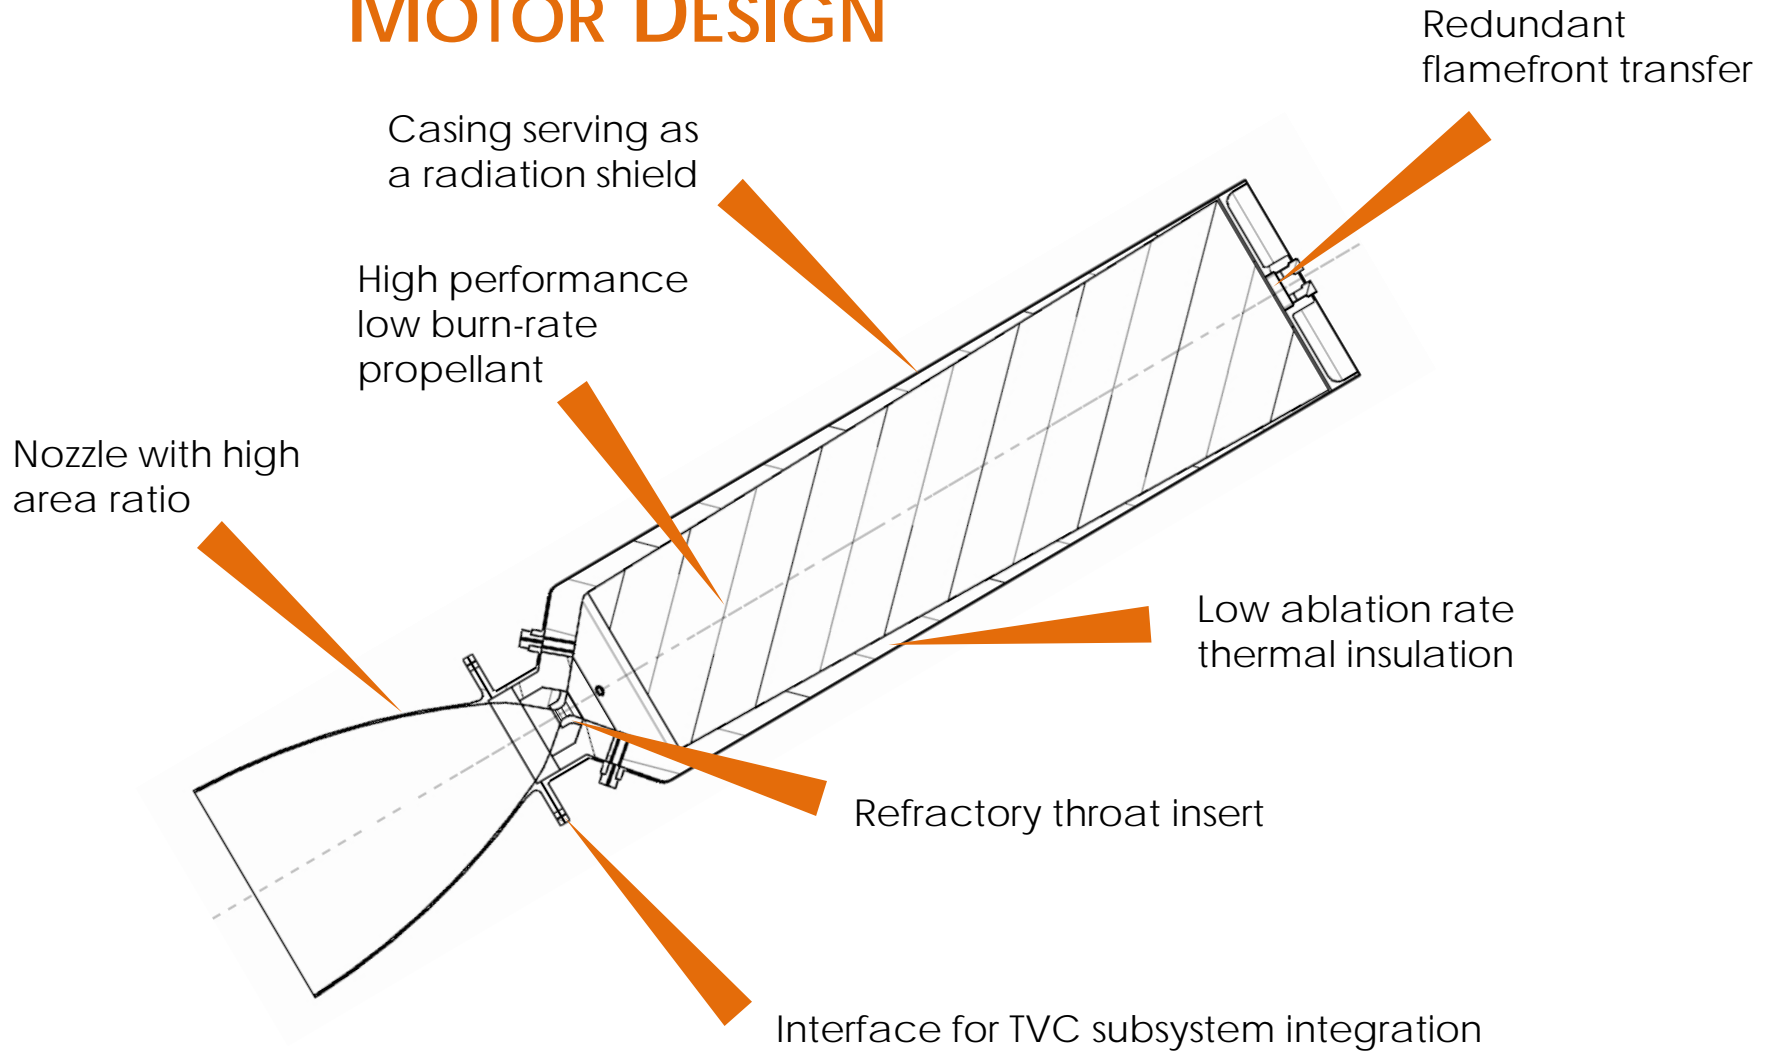 MOTOR DESIGN
Redundant
flamefront transfer
Casing serving as
a radiation shield
High performance
low burn-rate
propellant
Nozzle with high
area ratio
Low ablation rate
thermal insulation
Refractory throat insert
Interface for TVC subsystem integration